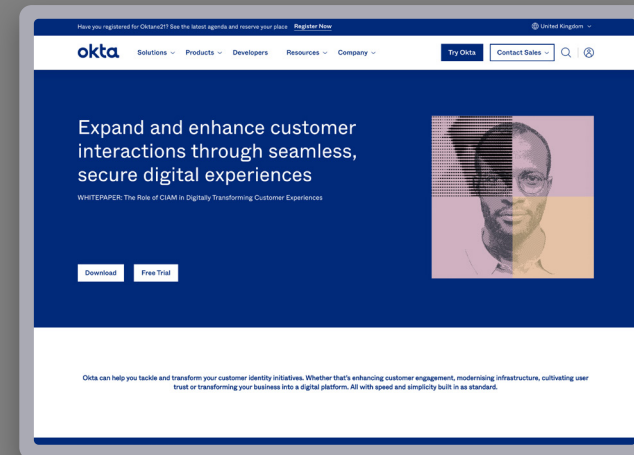 Have you registered for Oktane21? See the latest agenda and reserve your place Register Now
United Kingdom
okta
Solutions Products Developers Resources Company
Try Okta Contact Sales
Expand and enhance customer
interactions through seamless,
secure digital experiences
WHITEPAPER: The Role of CIAM in Digitally Transforming Customer Experiences
Download Free Trial
Okta can help you tackle and transform your customer identity initiatives. Whether that's enhancing customer engagement, modernising infrastructure, cultivating user
trust or transforming your business into a digital platform. All with speed and simplicity built in as standard.